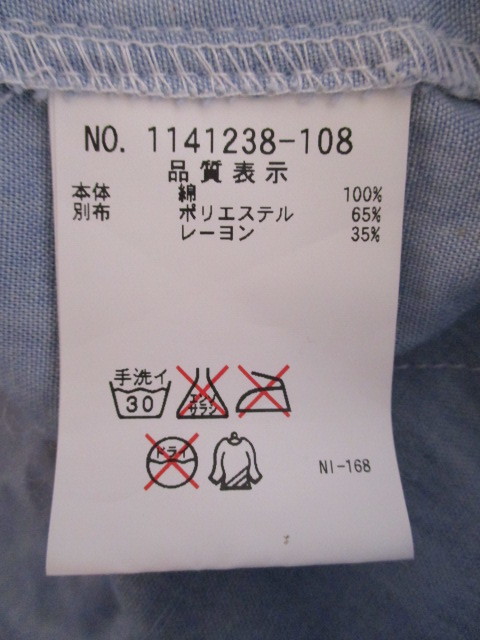 NO. 1141238-108
品質表示
本体 綿 100%
別布 ポリエステル 65%
レーヨン 35%
手洗イ
30
エンソ
サラシ
ドライ
NI-168